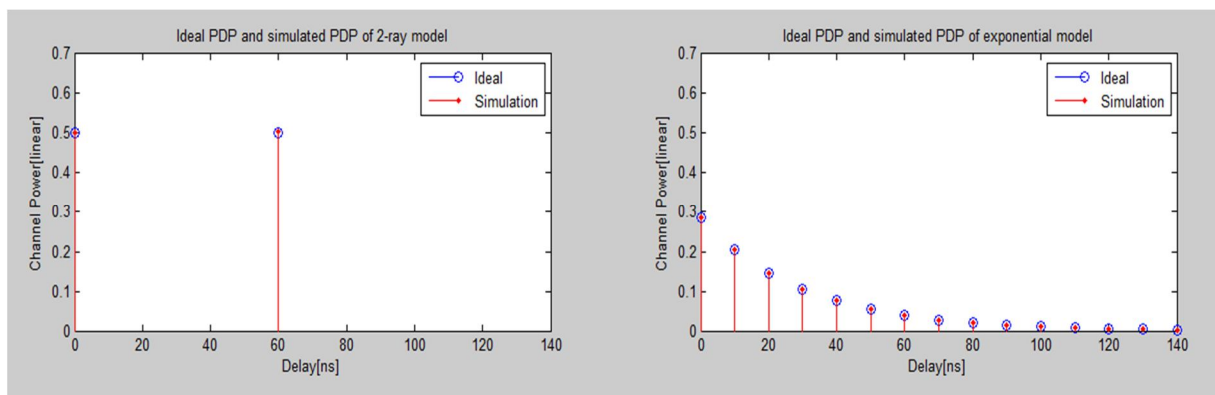 Ideal PDP and simulated PDP of 2-ray model
0.7
0.6
0.5
0.4
0.3
0.2
0.1
0
Channel Power[linear]
Ideal
Simulation
0 20 40 60 80 100 120 140
Delay[ns]
Ideal PDP and simulated PDP of exponential model
0.7
0.6
0.5
0.4
0.3
0.2
0.1
0
Channel Power[linear]
Ideal
Simulation
0 20 40 60 80 100 120 140
Delay[ns]